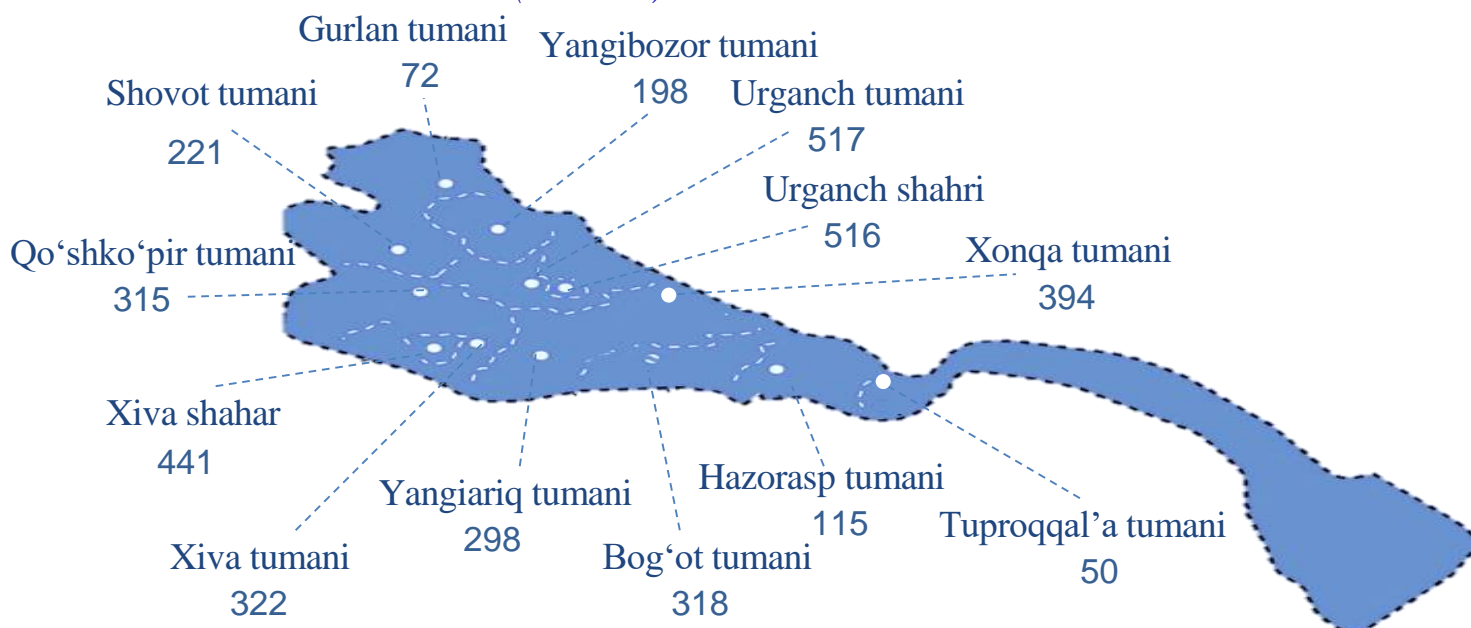 Gurlan tumani
72
Yangibozor tumani
198
Shovot tumani
221
Urganch tumani
517
Urganch shahri
516
Qo‘shko‘pir tumani
315
Xonqa tumani
394
Xiva shahar
441
Yangiariq tumani
298
Hazorasp tumani
115
Tuproqqal’a tumani
50
Xiva tumani
322
Bog‘ot tumani
318